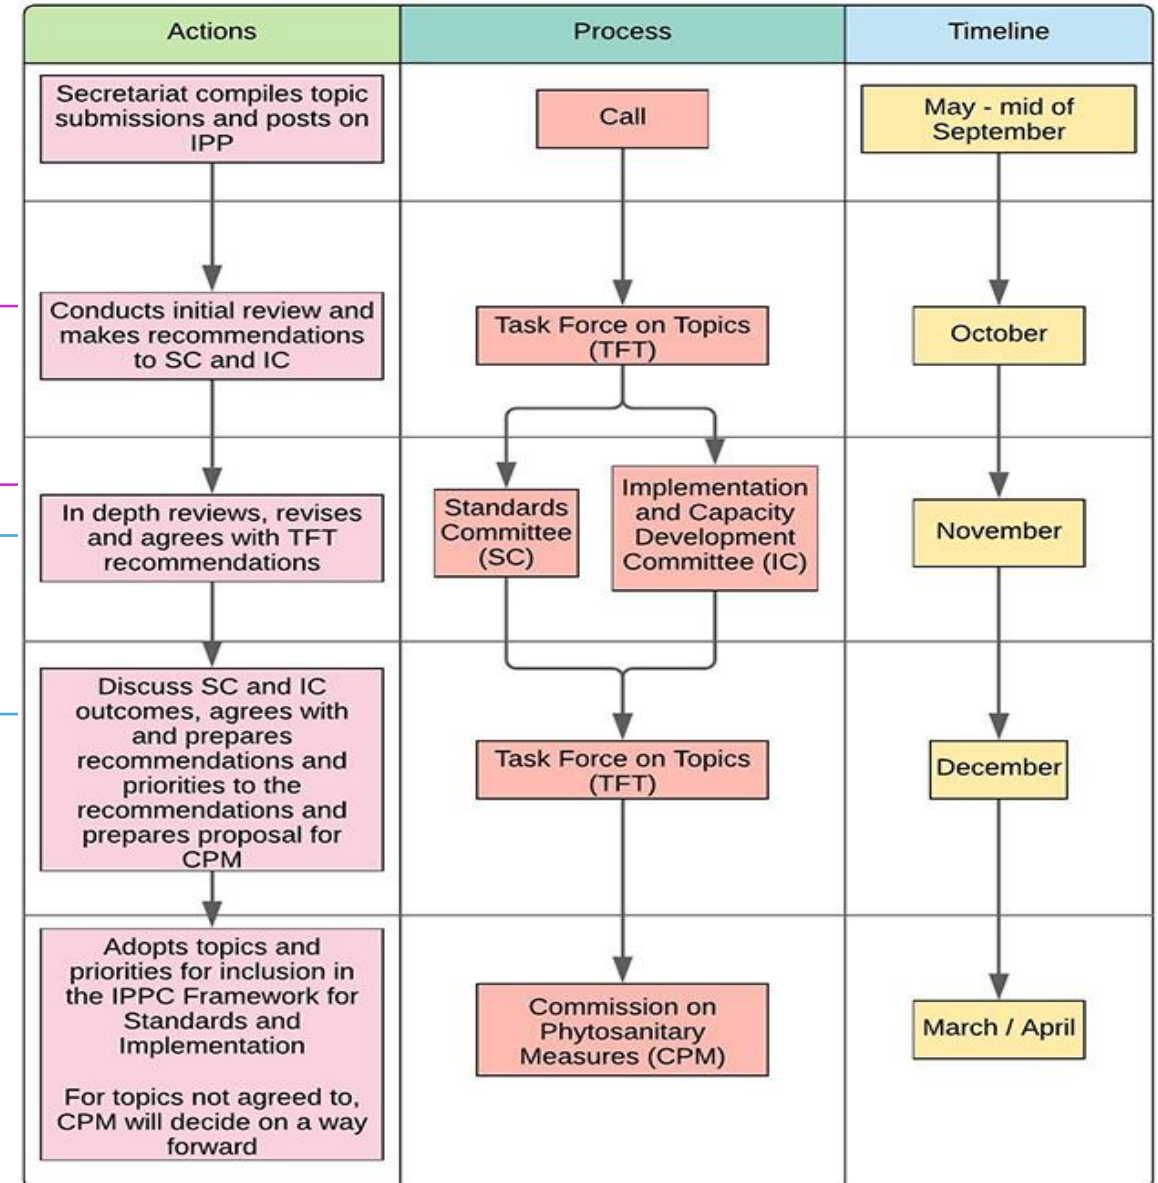 Actions
Process
Timeline
Secretariat compiles topic
submissions and posts on
IPP
Call
May - mid of
September
Conducts initial review and
makes recommendations
to SC and IC
Task Force on Topics
(TFT)
October
In depth reviews, revises
and agrees with TFT
recommendations
Standards
Committee
(SC)
Implementation
and Capacity
Development
Committee (IC)
November
Discuss SC and IC
outcomes, agrees with
and prepares
recommendations and
priorities to the
recommendations and
prepares proposal for
CPM
Task Force on Topics
(TFT)
December
Adopts topics and
priorities for inclusion in
the IPPC Framework for
Standards and
Implementation
For topics not agreed to,
CPM will decide on a way
forward
Commission on
Phytosanitary
Measures (CPM)
March / April